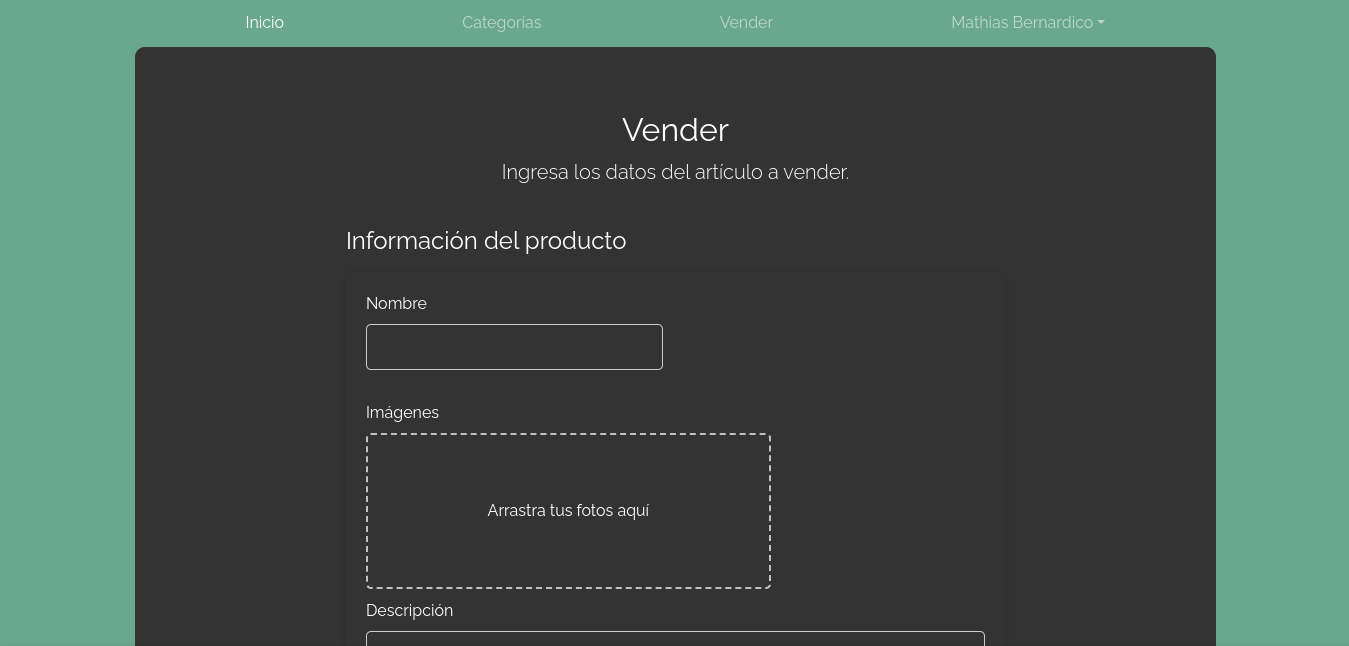 Inicio Categorías Vender Mathias Bernardico
Vender
Ingresa los datos del artículo a vender.
Información del producto
Nombre
Imágenes
Arrastra tus fotos aquí
Descripción